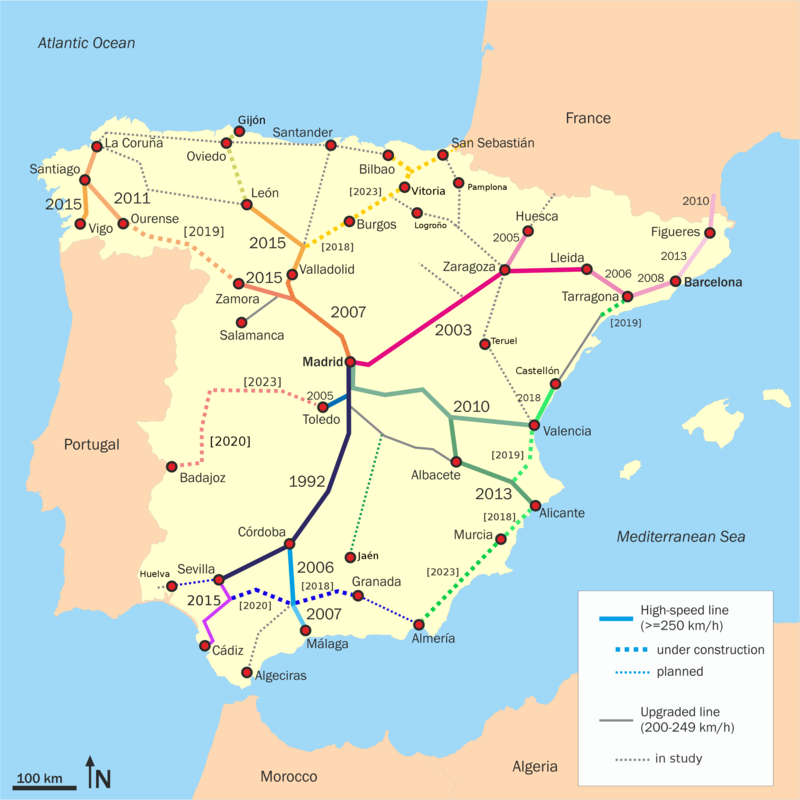 Atlantic Ocean
France
Gijón
La Coruña
Oviedo
Santander
San Sebastián
Bilbao
Santiago
2015
2011
Vigo
Ourense
León
[2023]
Vitoria
Pamplona
Logroño
Burgos
[2019]
2015
[2018]
Huesca
2005
2010
Figueres
2013
Valladolid
2015
Zamora
Salamanca
2007
Zaragoza
Lleida
2006
2008
Barcelona
Tarragona
[2019]
2003
Teruel
Madrid
Castellón
2018
[2023]
2005
Toledo
2010
Valencia
Portugal
[2020]
Badajoz
Albacete
[2019]
1992
2013
Alicante
[2018]
Murcia
Mediterranean Sea
Córdoba
Jaén
Huelva
Sevilla
2006
[2018]
Granada
[2023]
2015
[2020]
2007
Almería
Cádiz
Málaga
Algeciras
High-speed line
(>=250 km/h)
under construction
planned
Upgraded line
(200-249 km/h)
in study
100 km
N
Morocco
Algeria